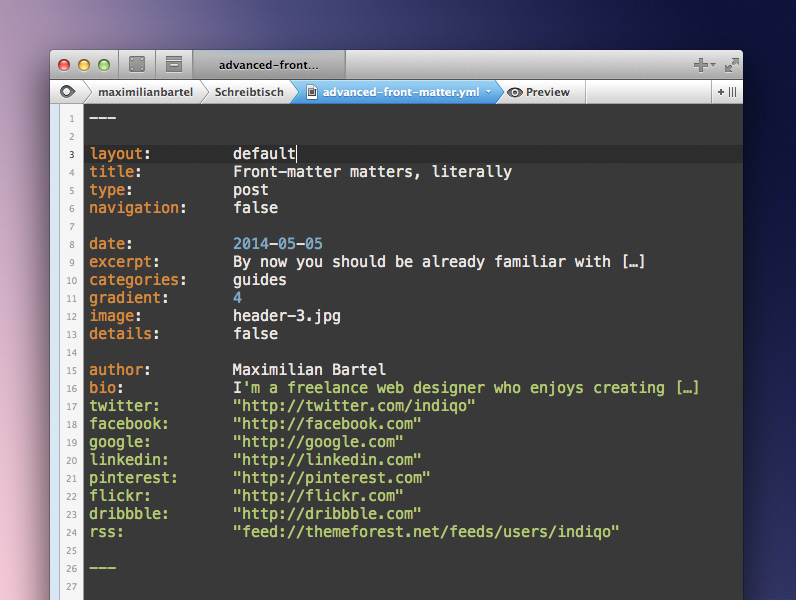 advanced-front...
maximilianbartel
Schreibtisch
advanced-front-matter.yml
Preview
1 ---
2
3 layout: default
4 title: Front-matter matters, literally
5 type: post
6 navigation: false
7
8 date: 2014-05-05
9 excerpt: By now you should be already familiar with […]
10 categories: guides
11 gradient: 4
12 image: header-3.jpg
13 details: false
14
15 author: Maximilian Bartel
16 bio: I'm a freelance web designer who enjoys creating […]
17 twitter: "http://twitter.com/indiqo"
18 facebook: "http://facebook.com"
19 google: "http://google.com"
20 linkedin: "http://linkedin.com"
21 pinterest: "http://pinterest.com"
22 flickr: "http://flickr.com"
23 dribbble: "http://dribbble.com"
24 rss: "feed://themeforest.net/feeds/users/indiqo"
25
26 ---
27